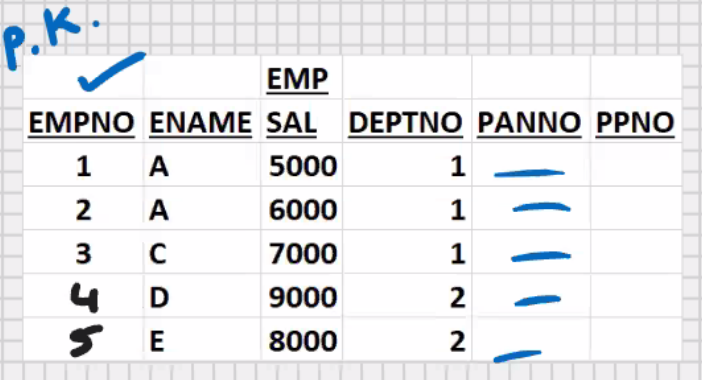 P.K.
EMP
EMPNO ENAME SAL DEPTNO PANNO PPNO
1 A 5000 1
2 A 6000 1
3 C 7000 1
4 D 9000 2
5 E 8000 2